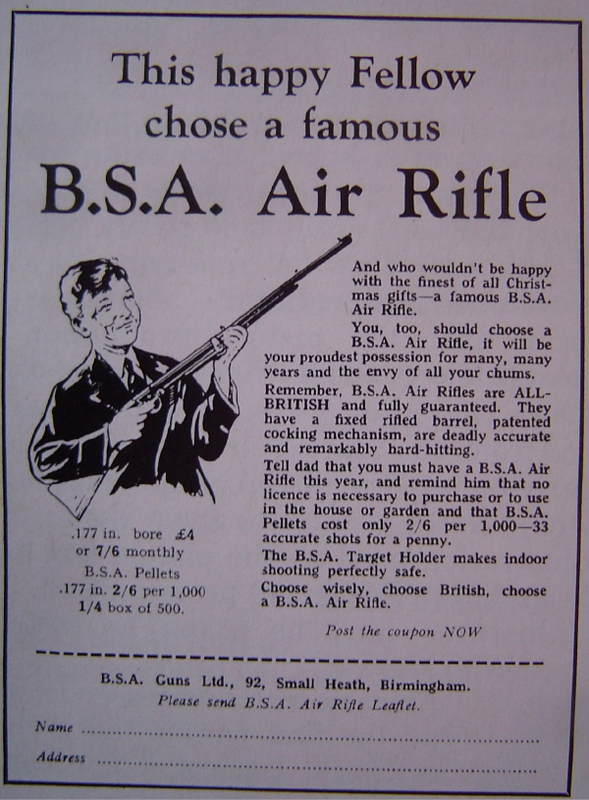 This happy Fellow
chose a famous
B.S.A. Air Rifle
And who wouldn't be happy
with the finest of all Christ-
mas gifts—a famous B.S.A.
Air Rifle.
You, too, should choose a
B.S.A. Air Rifle, it will be
your proudest possession for many, many
years and the envy of all your chums.
Remember, B.S.A. Air Rifles are ALL-
BRITISH and fully guaranteed. They
have a fixed rifled barrel, patented
cocking mechanism, are deadly accurate
and remarkably hard-hitting.
Tell dad that you must have a B.S.A. Air
Rifle this year, and remind him that no
licence is necessary to purchase or to use
in the house or garden and that B.S.A.
Pellets cost only 2/6 per 1,000—33
accurate shots for a penny.
The B.S.A. Target Holder makes indoor
shooting perfectly safe.
Choose wisely, choose British, choose
a B.S.A. Air Rifle.
Post the coupon NOW
.177 in. bore £4
or 7/6 monthly
B.S.A. Pellets
.177 in. 2/6 per 1,000
1/4 box of 500.
B.S.A. Guns Ltd., 92, Small Heath, Birmingham.
Please send B.S.A. Air Rifle Leaflet.
Name
Address